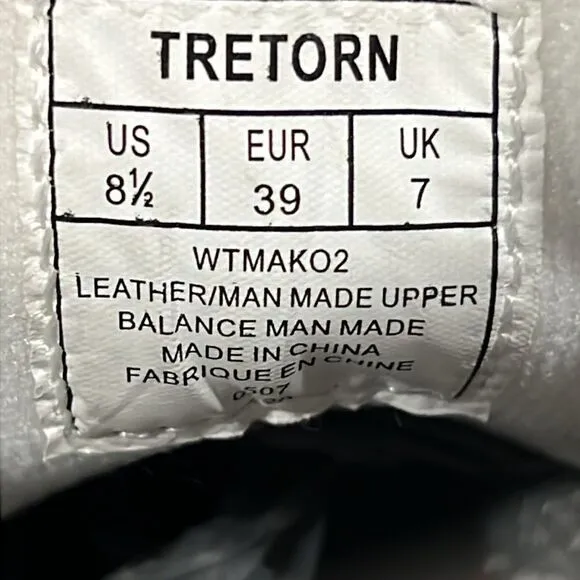 TRETORN
US EUR UK
8½ 39 7
WTMAKO2
LEATHER/MAN MADE UPPER
BALANCE MAN MADE
MADE IN CHINA
FABRIQUE EN CHINE
0507